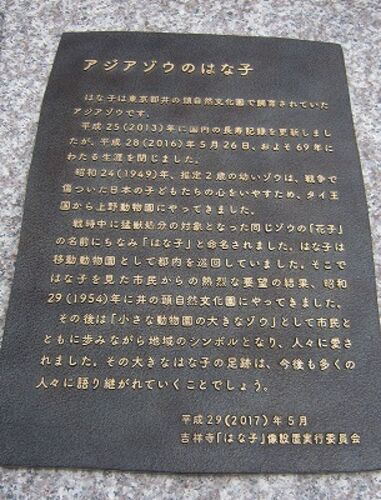 アジアゾウのはな子
はな子は東京都井の頭自然文化園で飼育されていた
アジアゾウです。
平成25(2013)年に国内の長寿記録を更新しまし
たが、平成28(2016)年5月26日、およそ69年に
わたる生涯を閉じました。
昭和24(1949)年、推定2歳の幼いゾウは、戦争で
傷ついた日本の子どもたちの心をいやすため、タイ王
国から上野動物園にやってきました。
戦時中に猛獣処分の対象となった同じゾウの「花子」
の名前にちなみ「はな子」と命名されました。はな子は
移動動物園として都内を巡回していました。そこで
はな子を見た市民からの熱烈な要望の結果、昭和
29(1954)年に井の頭自然文化園にやってきました。
その後は「小さな動物園の大きなゾウ」として市民と
ともに歩みながら地域のシンボルとなり、人々に愛さ
れました。その大きなはな子の足跡は、今後も多くの
人々に語り継がれていくことでしょう。
平成29(2017)年5月
吉祥寺「はな子」像設置実行委員会